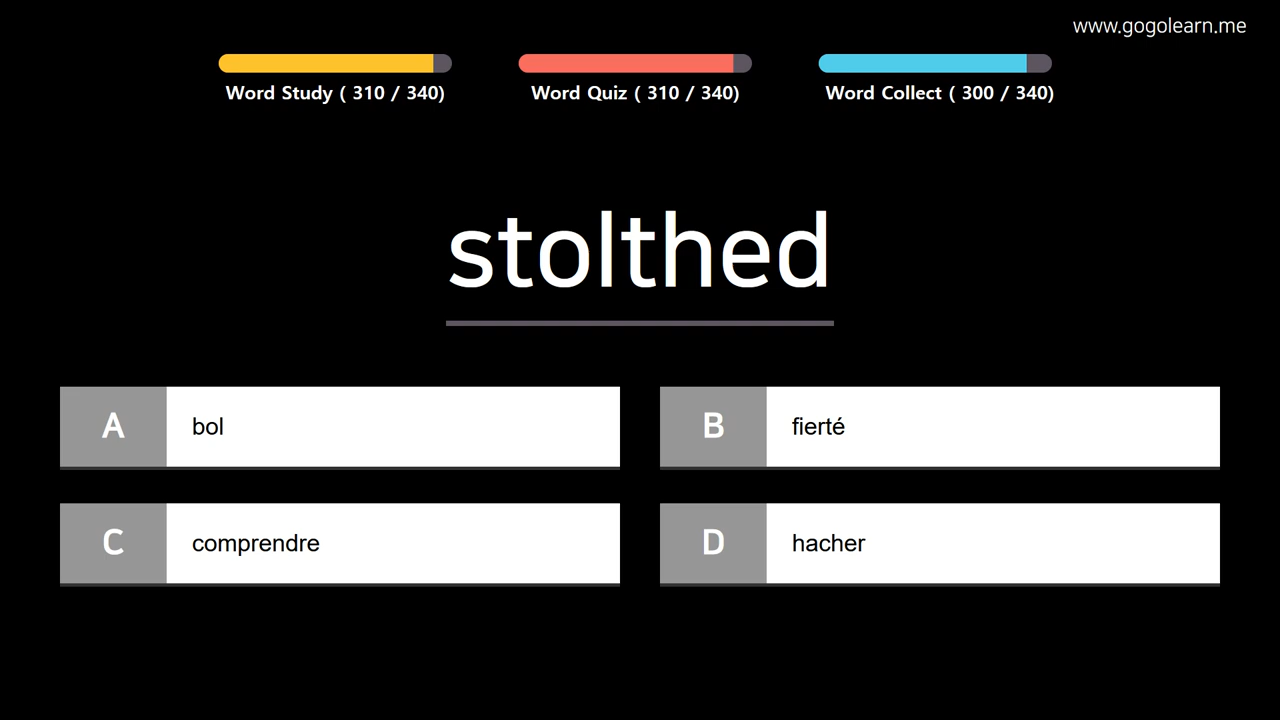 www.gogolearn.me
Word Study ( 310 / 340)
Word Quiz ( 310 / 340)
Word Collect ( 300 / 340)
stolthed
A bol
B fierté
C comprendre
D hacher